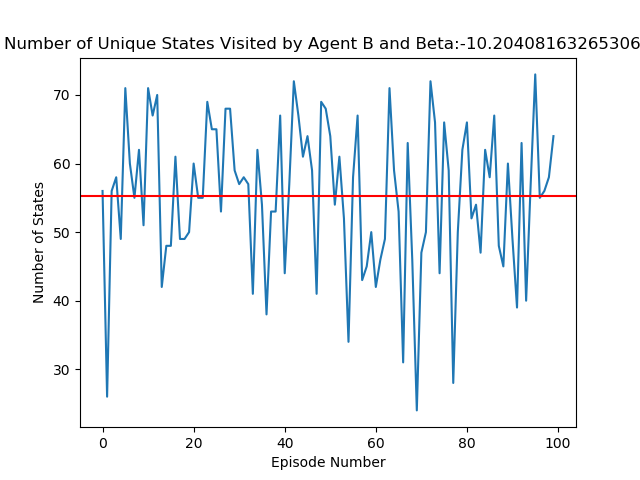 Number of Unique States Visited by Agent B and Beta:-10.20408163265306
70
60
50
40
30
Number of States
0 20 40 60 80 100
Episode Number